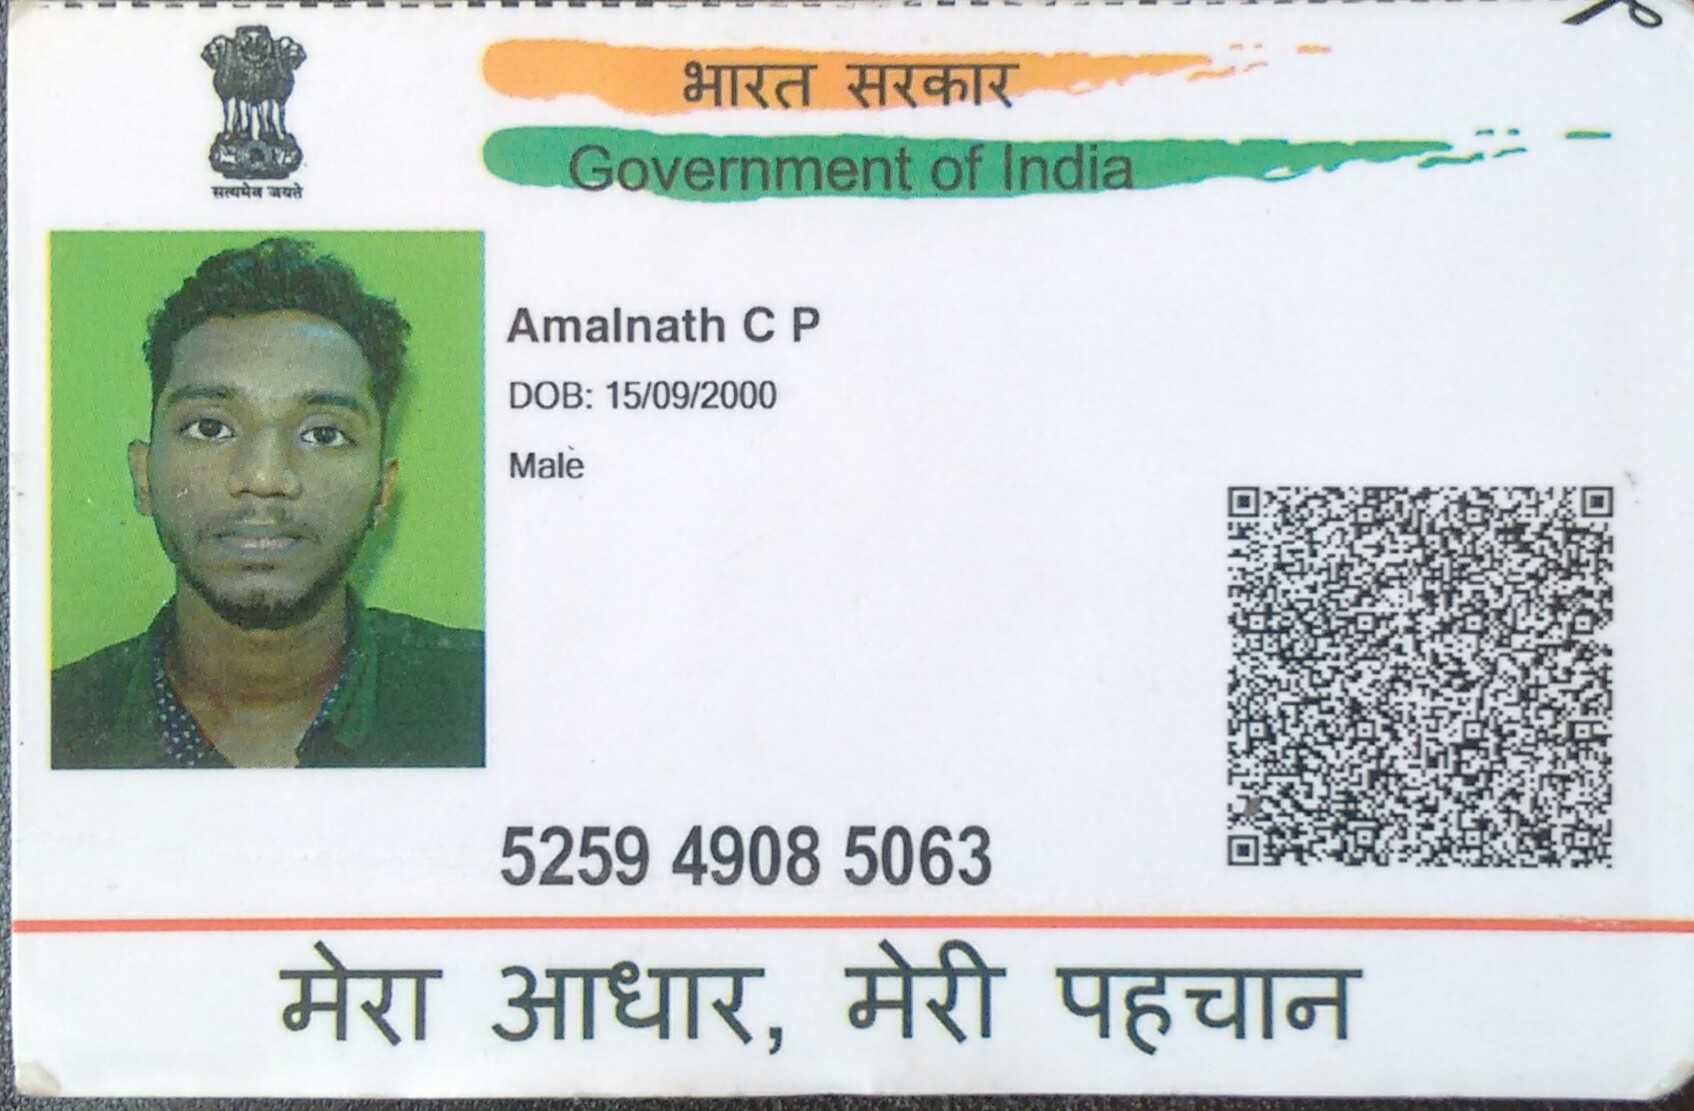 सत्यमेव जयते
भारत सरकार
Government of India
Amalnath C P
DOB: 15/09/2000
Male
5259 4908 5063
मेरा आधार, मेरी पहचान